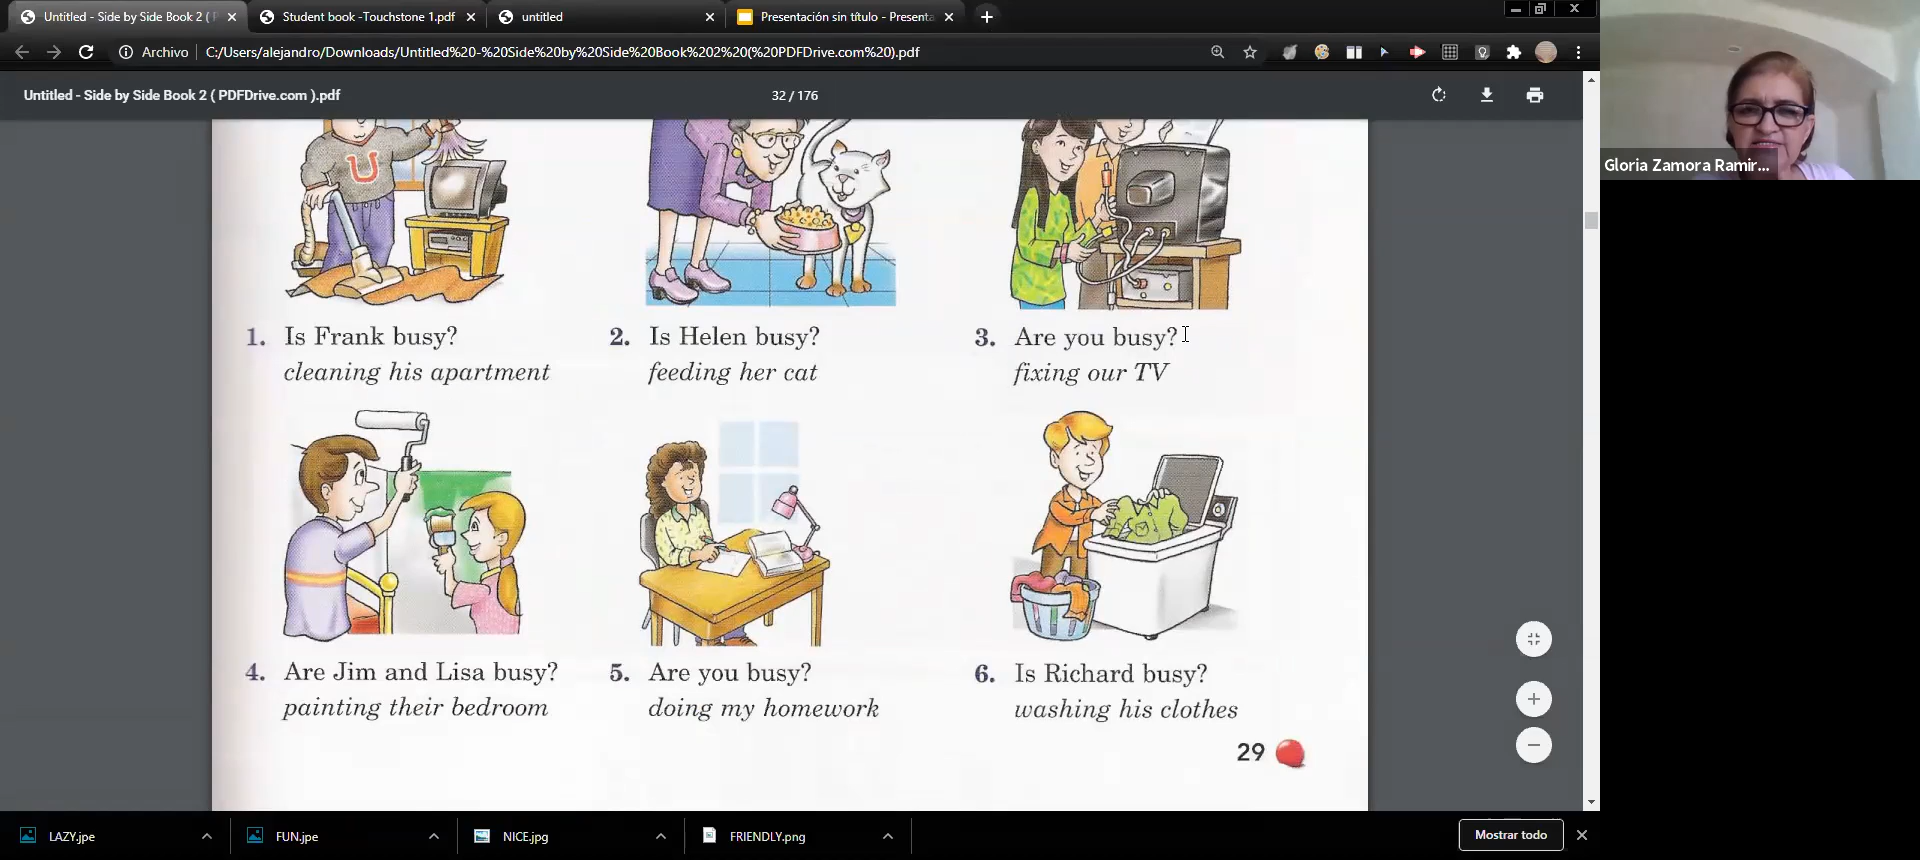 Untitled - Side by Side Book 2 ( P
Student book -Touchstone 1.pdf
untitled
Presentación sin título - Presenta
Archivo
C:/Users/alejandro/Downloads/Untitled%20-%20Side%20by%20Side%20Book%202%20(%20PDFDrive.com%20).pdf
Untitled - Side by Side Book 2 ( PDFDrive.com ).pdf
32 / 176
Gloria Zamora Ramir...
U
1. Is Frank busy?
cleaning his apartment
2. Is Helen busy?
feeding her cat
3. Are you busy?
fixing our TV
4. Are Jim and Lisa busy?
painting their bedroom
5. Are you busy?
doing my homework
6. Is Richard busy?
washing his clothes
29
LAZY.jpe
FUN.jpe
NICE.jpg
FRIENDLY.png
Mostrar todo